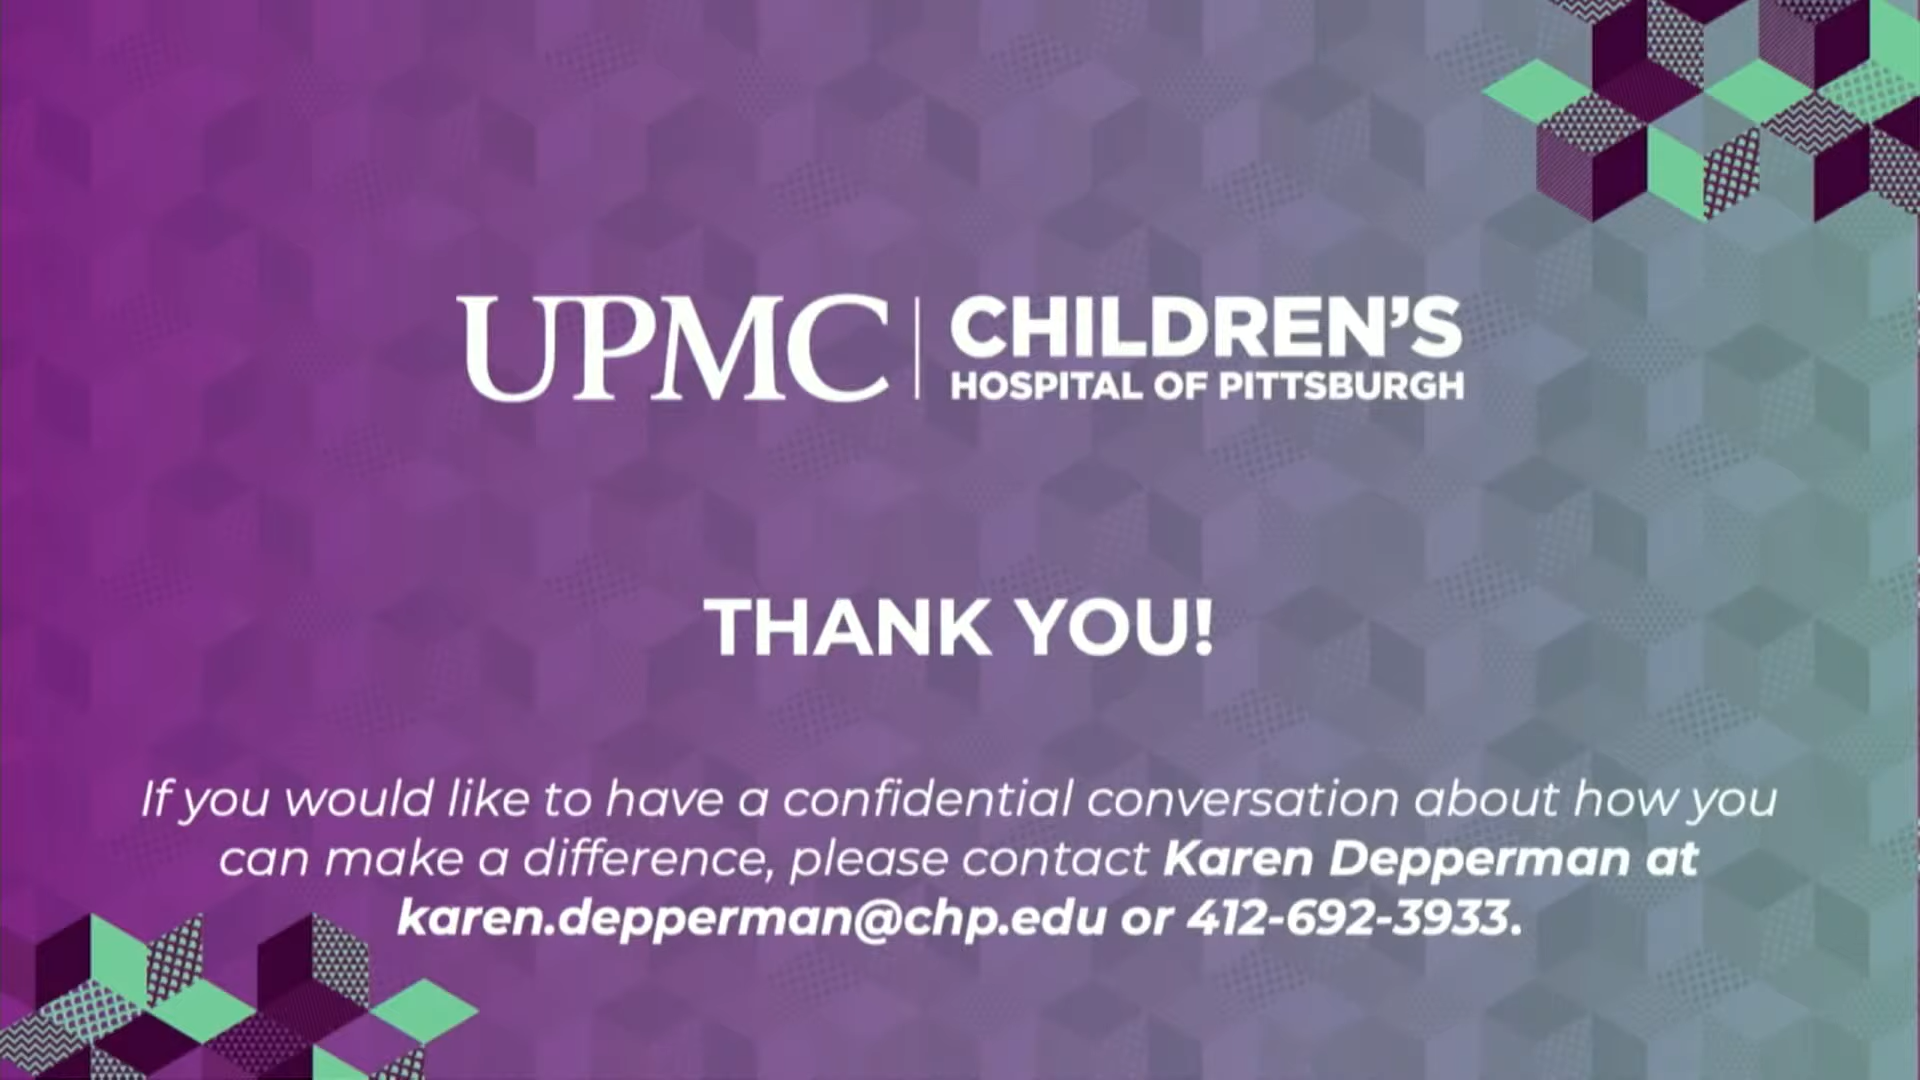 UPMC
CHILDREN'S
HOSPITAL OF PITTSBURGH
THANK YOU!
If you would like to have a confidential conversation about how you
can make a difference, please contact Karen Depperman at
karen.depperman@chp.edu or 412-692-3933.